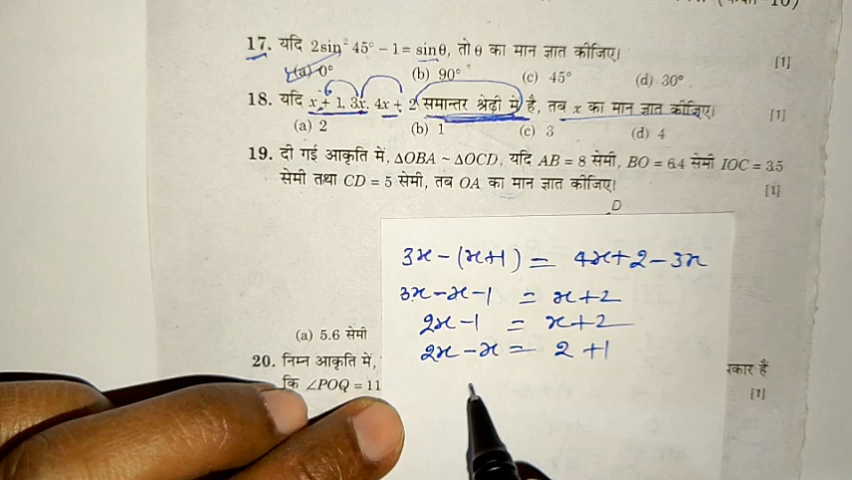 17. यदि 2sin² 45° – 1 = sin θ, तो θ का मान ज्ञात कीजिए। [1]
(a) 0° (b) 90° (c) 45° (d) 30°
18. यदि x + 1, 3x, 4x + 2 समान्तर श्रेढ़ी में है, तब x का मान ज्ञात कीजिए। [1]
(a) 2 (b) 1 (c) 3 (d) 4
19. दी गई आकृति में, ΔOBA ~ ΔOCD, यदि AB = 8 सेमी, BO = 6.4 सेमी IOC = 3.5
सेमी तथा CD = 5 सेमी, तब OA का मान ज्ञात कीजिए। [1]
D
3x - (x+1) = 4x+2-3x
3x-x-1 = x+2
2x-1 = x+2
2x-x = 2+1
(a) 5.6 सेमी
20. निम्न आकृति में,
कि ∠POQ = 11 [1]